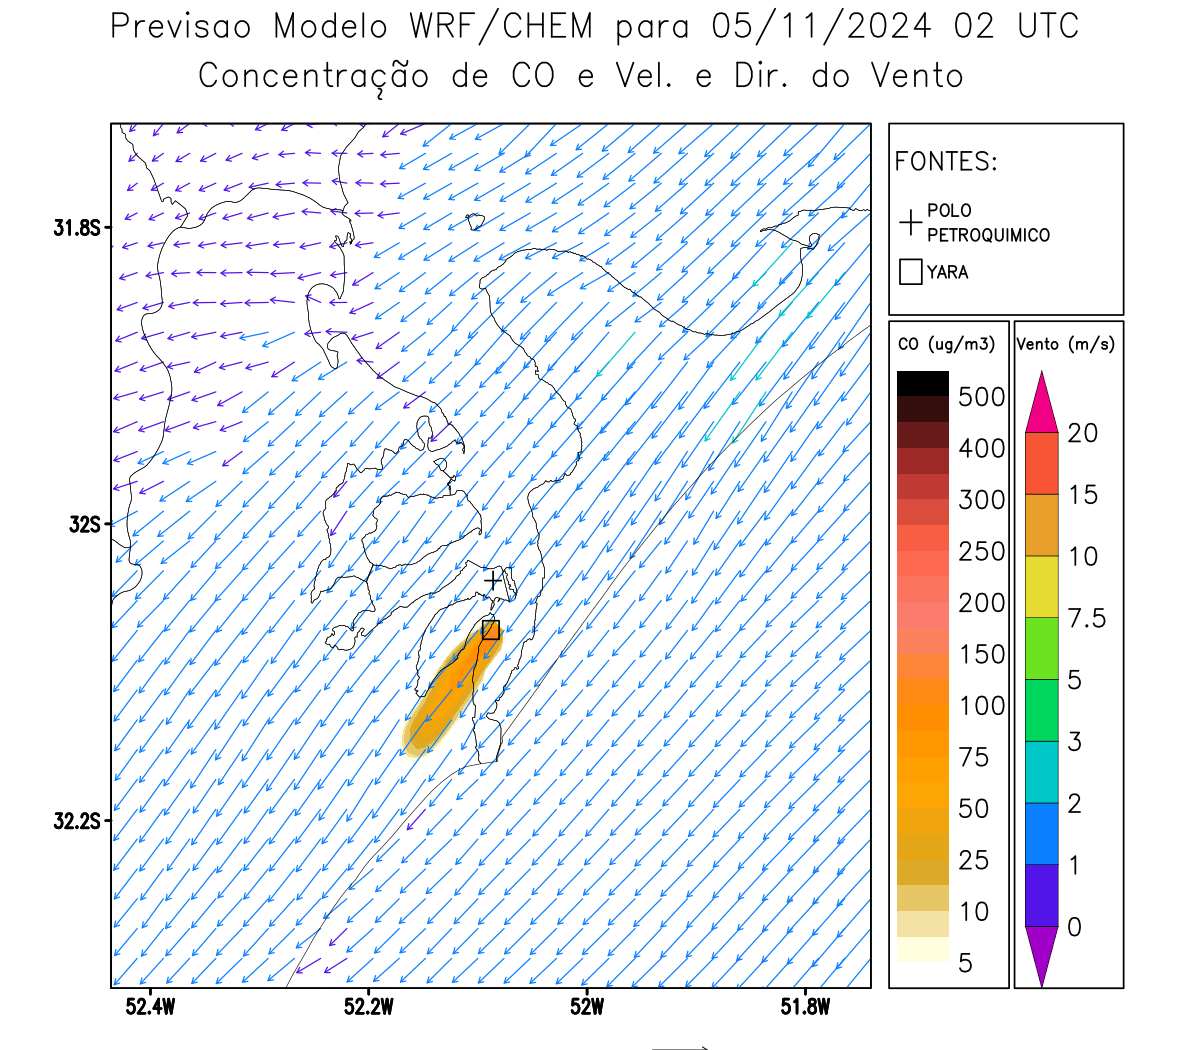 Previsao Modelo WRF/CHEM para 05/11/2024 02 UTC
Concentração de CO e Vel. e Dir. do Vento
FONTES:
POLO
PETROQUIMICO
YARA
CO (ug/m3)
500
400
300
250
200
150
100
75
50
25
10
5
Vento (m/s)
20
15
10
7.5
5
3
2
1
0
31.8S
32S
32.2S
52.4W
52.2W
52W
51.8W